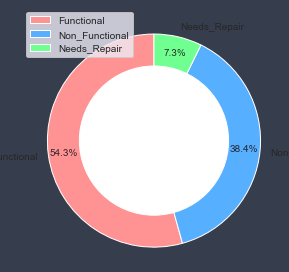 Functional
Non_Functional
Needs_Repair
Needs_Repair
7.3%
38.4%
54.3%
unctional
Non